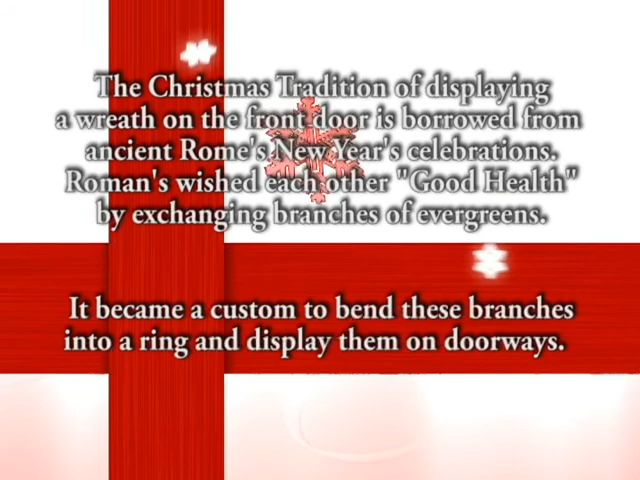 The Christmas Tradition of displaying
a wreath on the front door is borrowed from
ancient Rome's New Year's celebrations.
Roman's wished each other "Good Health"
by exchanging branches of evergreens.
It became a custom to bend these branches
into a ring and display them on doorways.